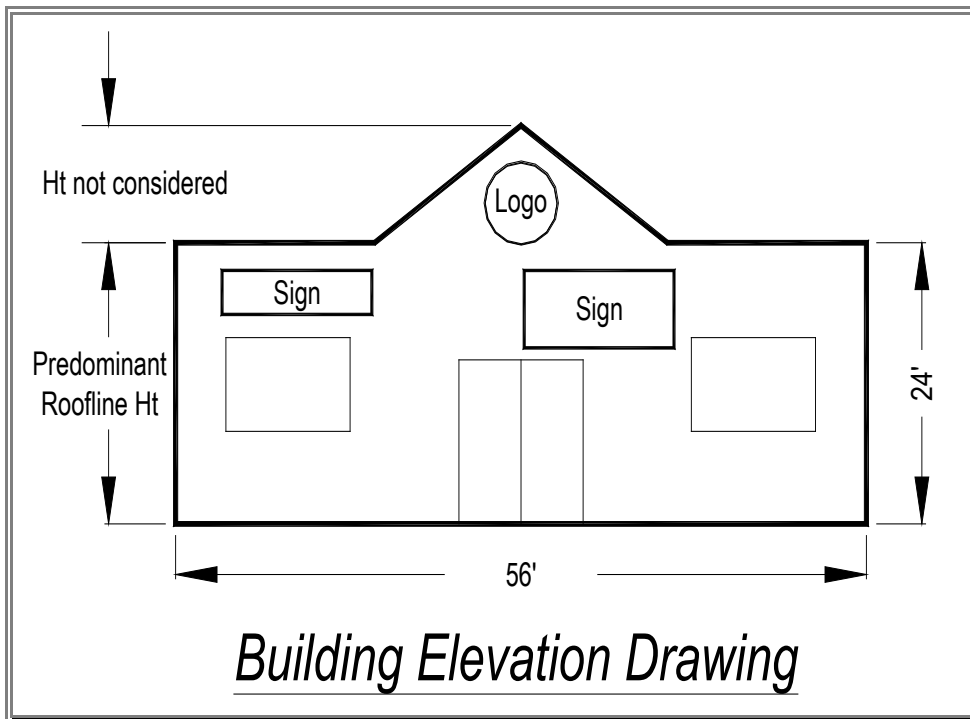 Ht not considered
Logo
Sign
Sign
Predominant
Roofline Ht
24'
56'
Building Elevation Drawing